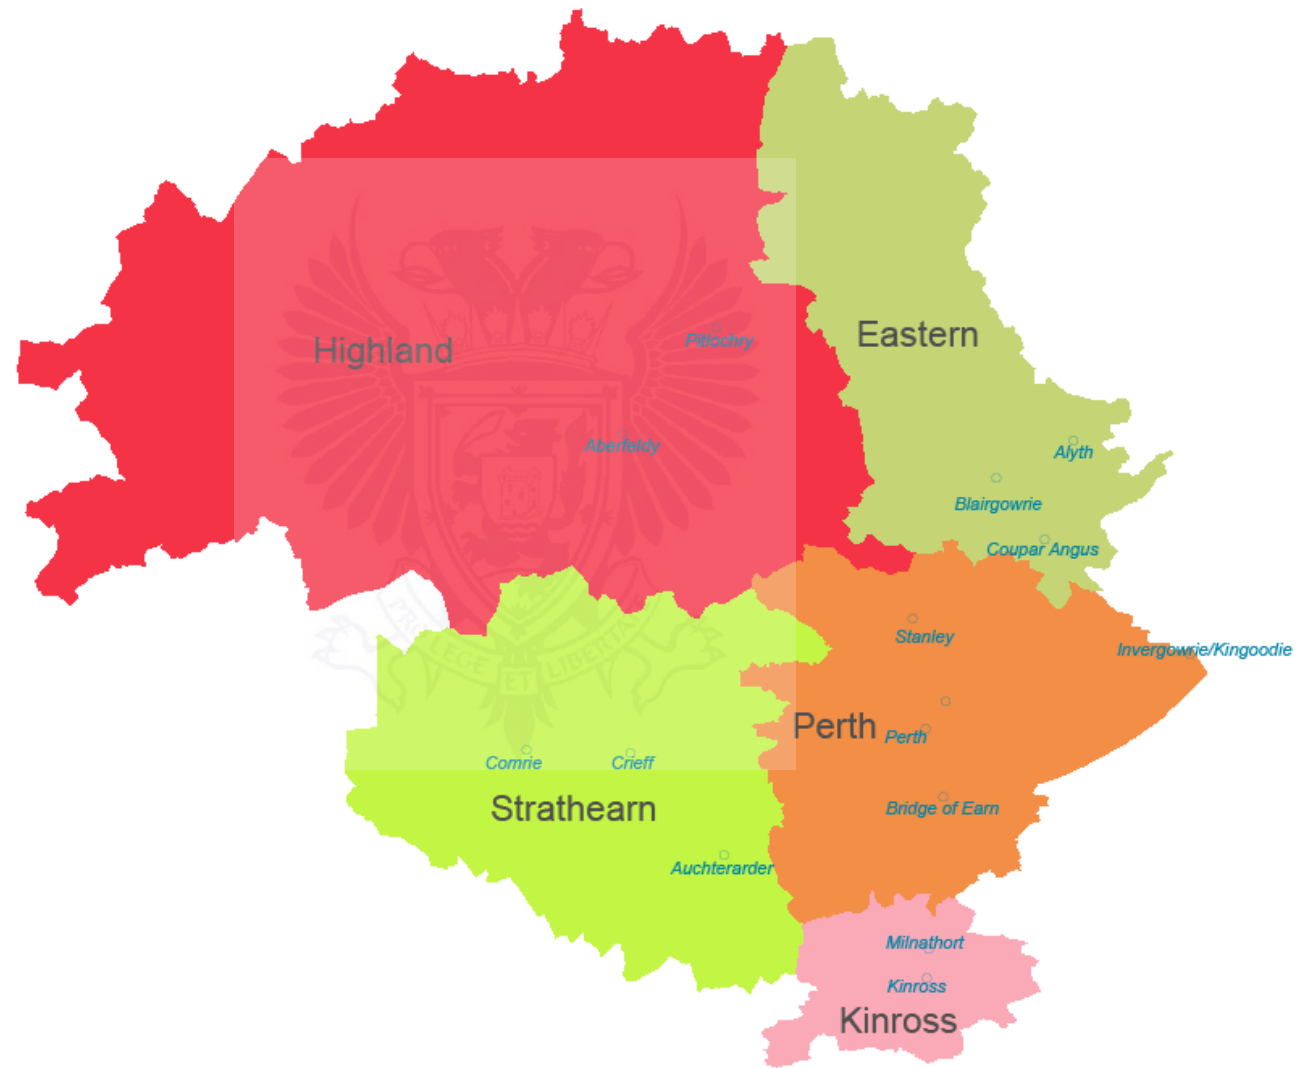 Highland
Pitlochry
Eastern
Aberfeldy
Alyth
Blairgowrie
Coupar Angus
Stanley
Invergowrie/Kingoodie
LIBERTAT
LEGE
ET
Perth
Perth
Comrie
Crieff
Strathearn
Bridge of Earn
Auchterarder
Milnathort
Kinross
Kinross